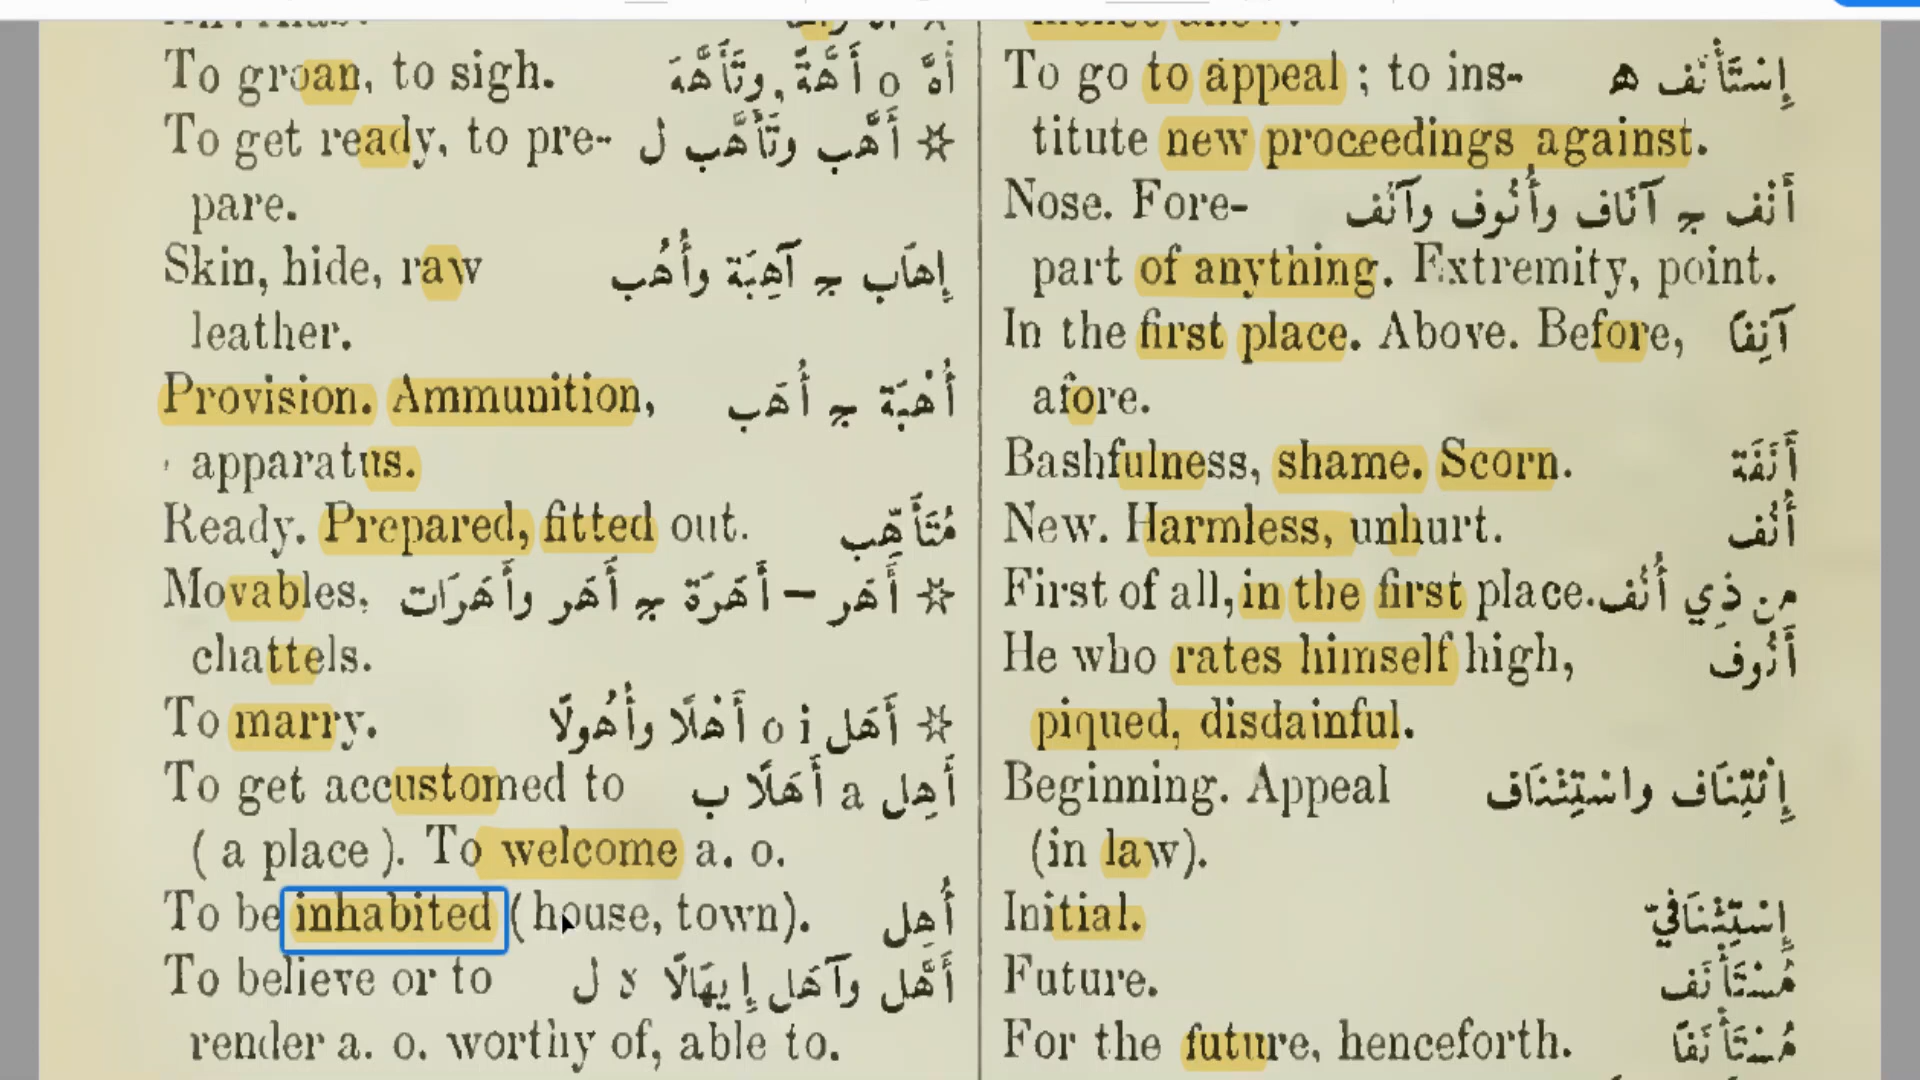 To groan, to sigh. أَهَّ o أَهَّةً, وتَأَهَّهَ
To get ready, to pre- ☆ أَهَّب وتَأَهَّب ل
pare.
Skin, hide, raw إِهَاب ج آهِبَة وأُهُب
leather.
Provision. Ammunition, أُهْبَة ج أُهَب
apparatus.
Ready. Prepared, fitted out. مُتَأَهِّب
Movables, ☆ أَهَر – أَهَرَة ج أَهَر وأَهَرَات
chattels.
To marry. ☆ أَهَل o i أَهْلًا وأُهُولًا
To get accustomed to أَهِل a أَهَلًا ب
( a place ). To welcome a. o.
To be inhabited (house, town). أُهِل
To believe or to أَهَّل وآهَل إِيهَالًا ه ل
render a. o. worthy of, able to.
To go to appeal ; to ins- إِسْتَأْنَف ه
titute new proceedings against.
Nose. Fore- أَنْف ج آنَاف وأُنُوف وآنُف
part of anything. Extremity, point.
In the first place. Above. Before, آنِفًا
afore.
Bashfulness, shame. Scorn. أَنَفَة
New. Harmless, unhurt. أُنُف
First of all, in the first place. من ذِي أُنُف
He who rates himself high, أَنُوف
piqued, disdainful.
Beginning. Appeal إِئْتِنَاف واسْتِئْنَاف
(in law).
Initial. إِسْتِئْنَافِيّ
Future. مُسْتَأْنَف
For the future, henceforth. مُسْتَأْنَفًا